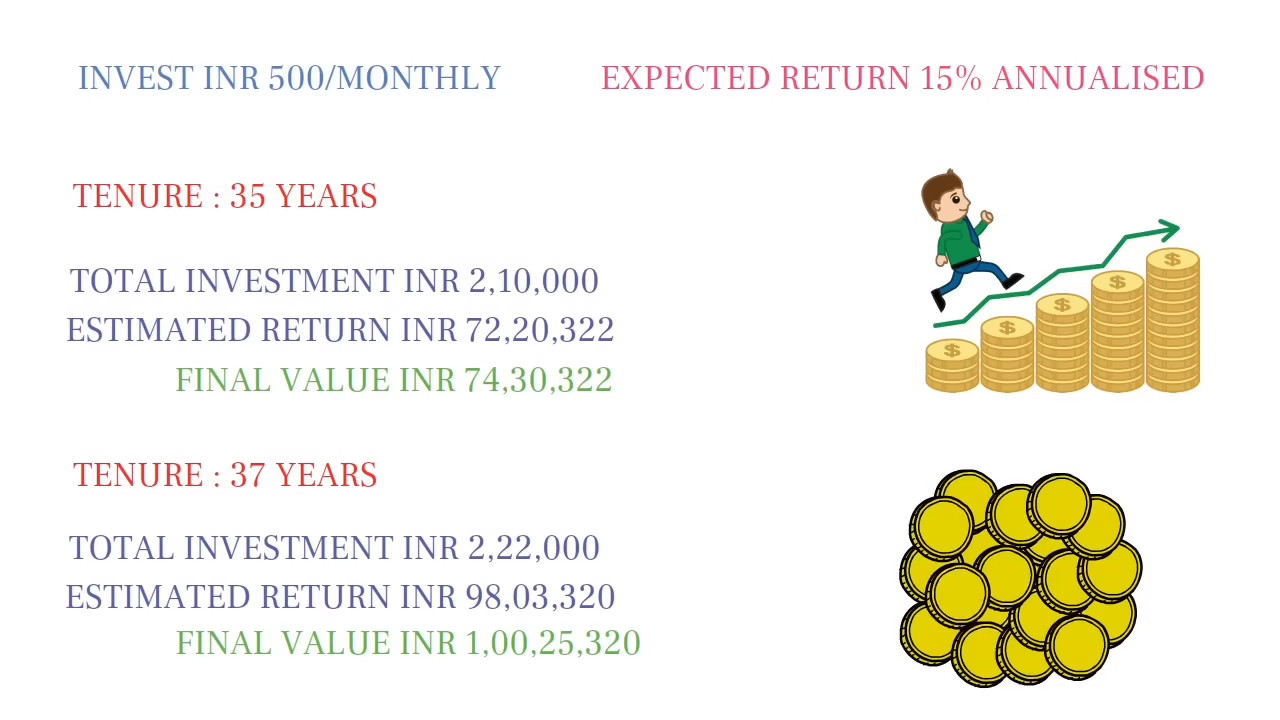 INVEST INR 500/MONTHLY
EXPECTED RETURN 15% ANNUALISED
TENURE : 35 YEARS
TOTAL INVESTMENT INR 2,10,000
ESTIMATED RETURN INR 72,20,322
FINAL VALUE INR 74,30,322
TENURE : 37 YEARS
TOTAL INVESTMENT INR 2,22,000
ESTIMATED RETURN INR 98,03,320
FINAL VALUE INR 1,00,25,320
$
$
$
$
$